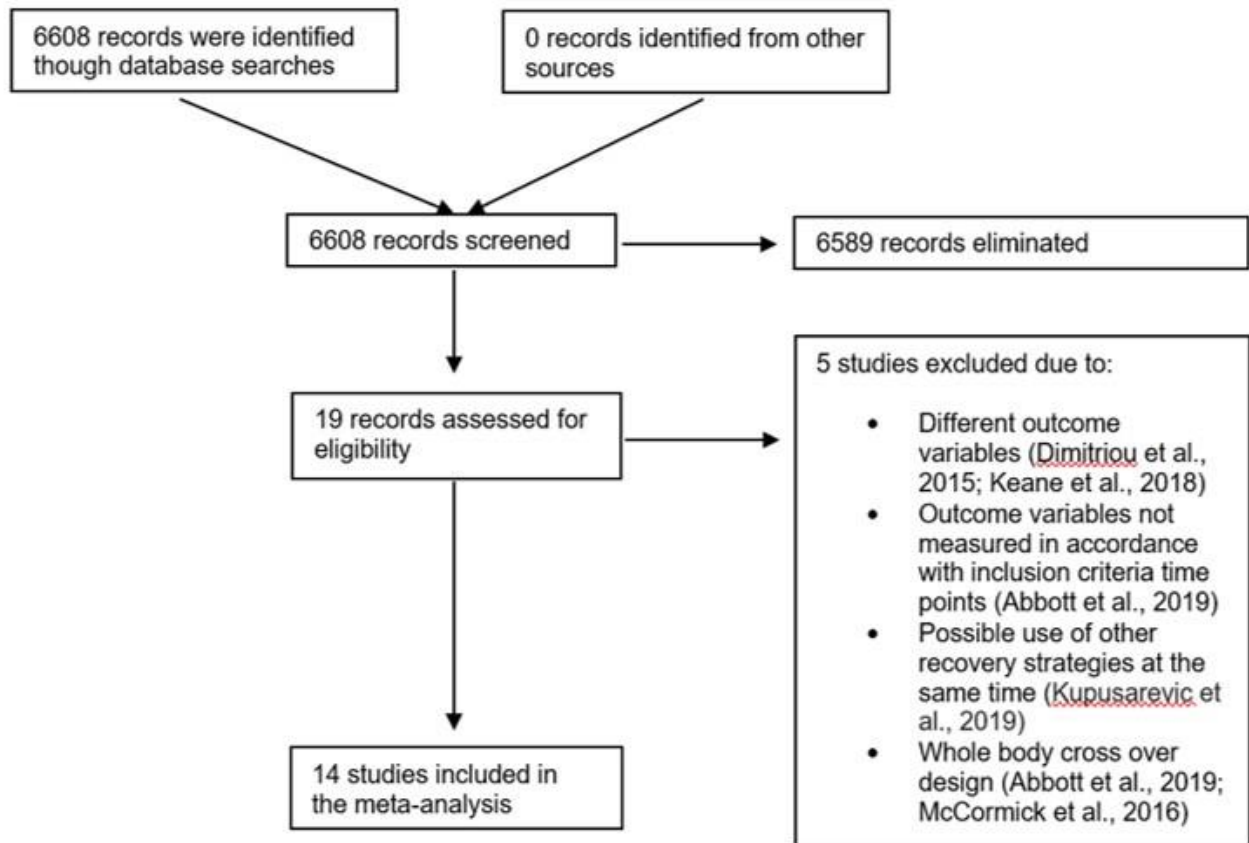 6608 records were identified
though database searches
0 records identified from other
sources
6608 records screened
6589 records eliminated
19 records assessed for
eligibility
5 studies excluded due to:
• Different outcome
variables (Dimitriou et al.,
2015; Keane et al., 2018)
• Outcome variables not
measured in accordance
with inclusion criteria time
points (Abbott et al., 2019)
• Possible use of other
recovery strategies at the
same time (Kupusarevic et
al., 2019)
• Whole body cross over
design (Abbott et al., 2019;
McCormick et al., 2016)
14 studies included in
the meta-analysis